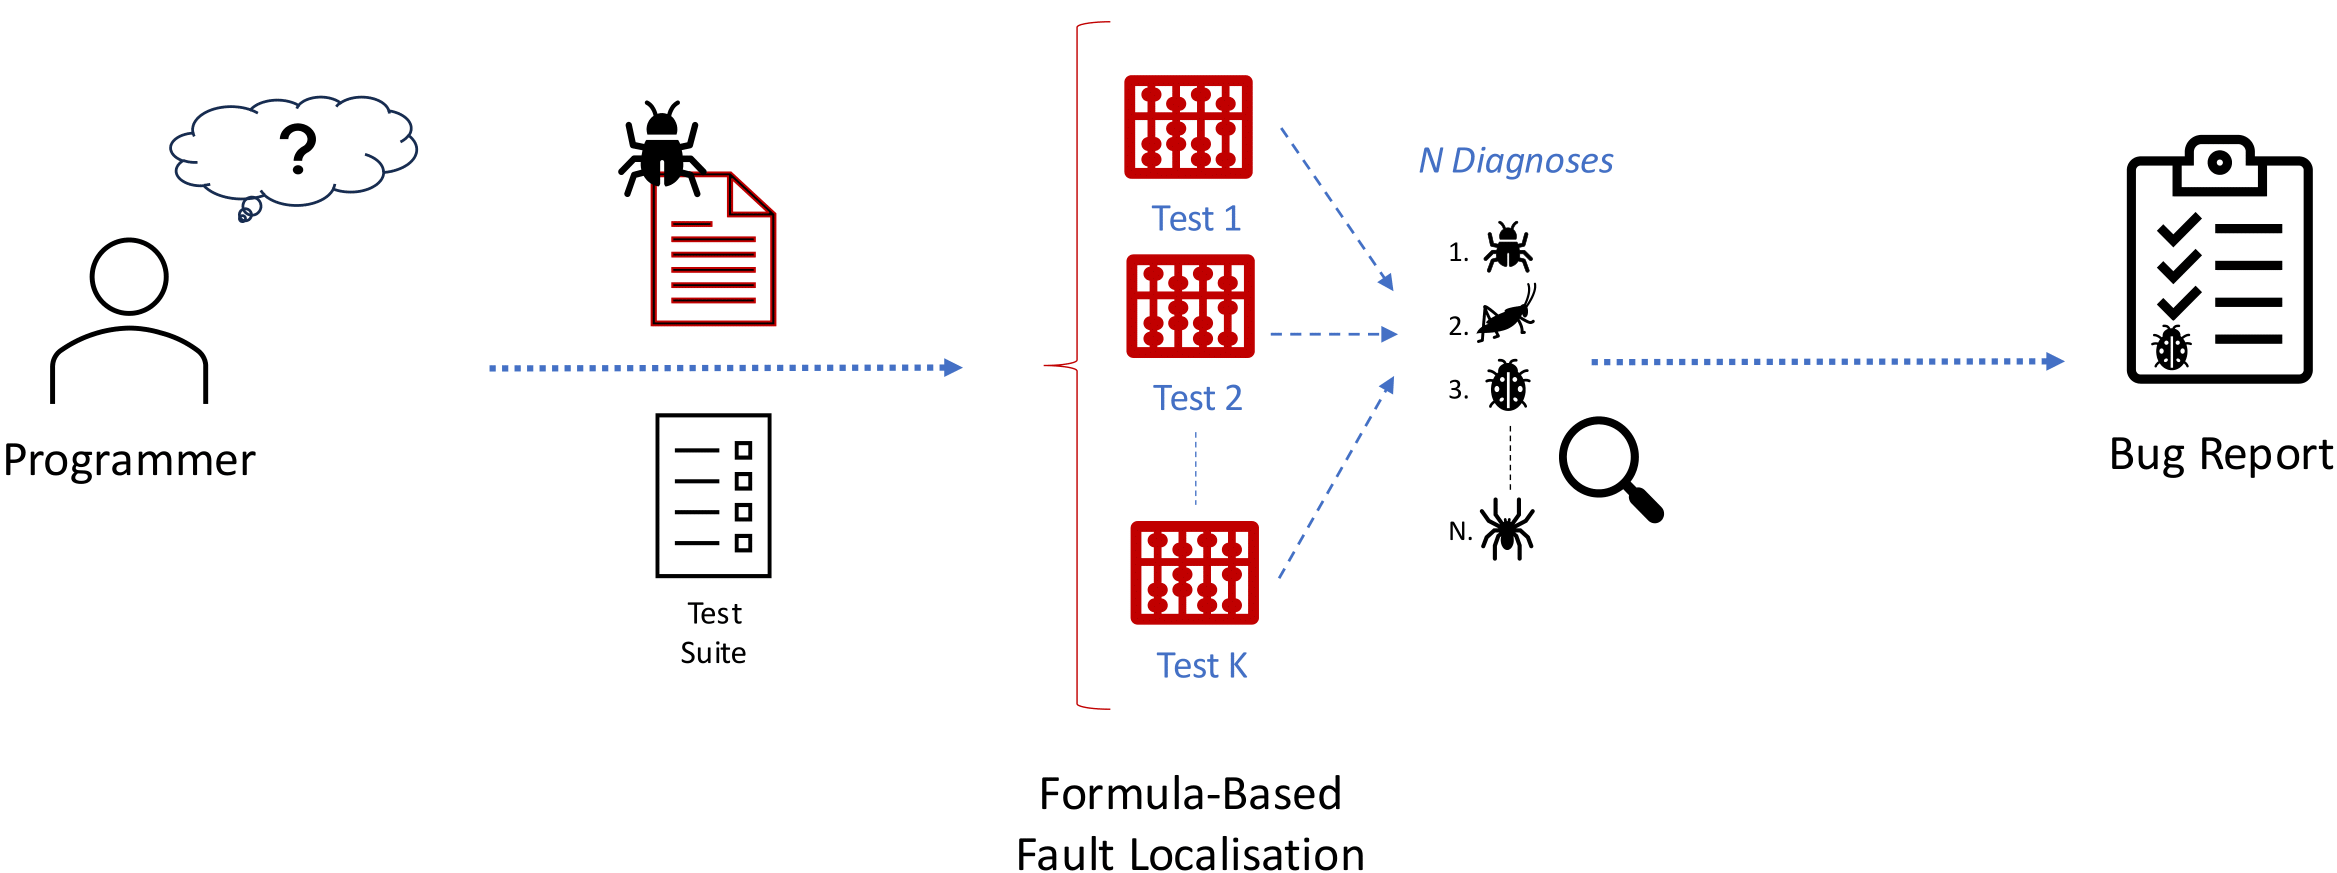 ?
Programmer
Test
Suite
Test 1
Test 2
Test K
N Diagnoses
1.
2.
3.
N.
Formula-Based
Fault Localisation
Bug Report